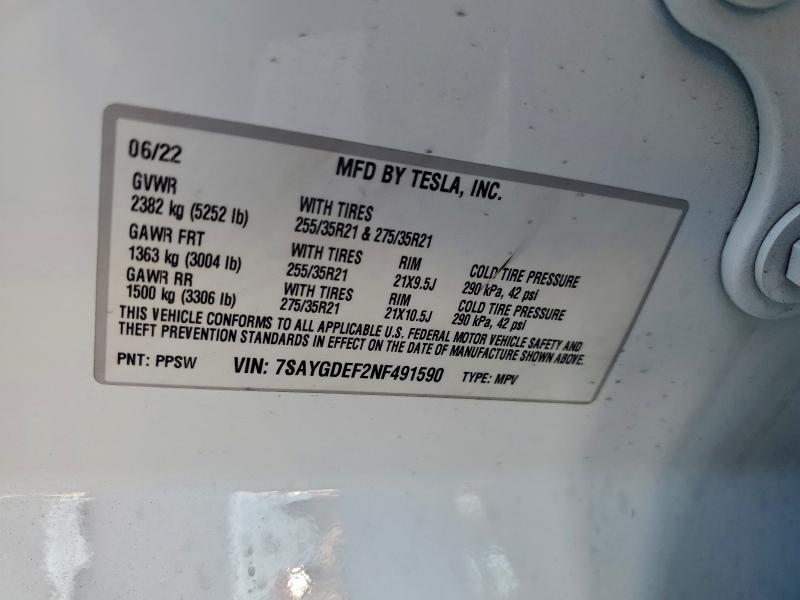 06/22 MFD BY TESLA, INC.
GVWR
2382 kg (5252 lb) WITH TIRES
255/35R21 & 275/35R21
GAWR FRT
1363 kg (3004 lb) WITH TIRES RIM COLD TIRE PRESSURE
255/35R21 21X9.5J 290 kPa, 42 psi
GAWR RR
1500 kg (3306 lb) WITH TIRES RIM COLD TIRE PRESSURE
275/35R21 21X10.5J 290 kPa, 42 psi
THIS VEHICLE CONFORMS TO ALL APPLICABLE U.S. FEDERAL MOTOR VEHICLE SAFETY AND
THEFT PREVENTION STANDARDS IN EFFECT ON THE DATE OF MANUFACTURE SHOWN ABOVE.
PNT: PPSW VIN: 7SAYGDEF2NF491590 TYPE: MPV